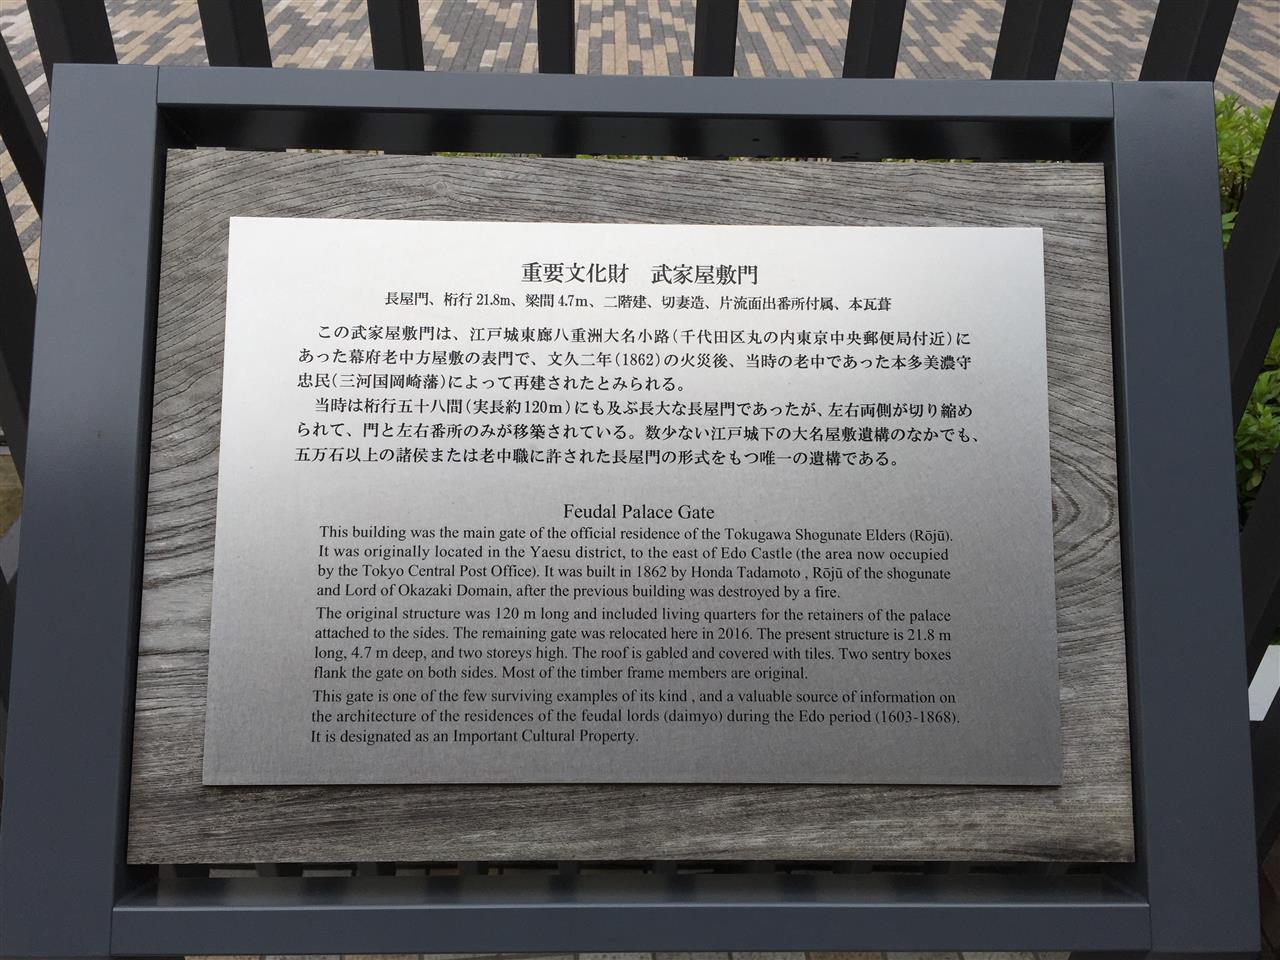 重要文化財　武家屋敷門
長屋門、桁行21.8m、梁間4.7m、二階建、切妻造、片流面出番所付属、本瓦葺
この武家屋敷門は、江戸城東廊八重洲大名小路（千代田区丸の内東京中央郵便局付近）に
あった幕府老中方屋敷の表門で、文久二年（1862）の火災後、当時の老中であった本多美濃守
忠民（三河国岡崎藩）によって再建されたとみられる。
当時は桁行五十八間（実長約120m）にも及ぶ長大な長屋門であったが、左右両側が切り縮め
られて、門と左右番所のみが移築されている。数少ない江戸城下の大名屋敷遺構のなかでも、
五万石以上の諸侯または老中職に許された長屋門の形式をもつ唯一の遺構である。
Feudal Palace Gate
This building was the main gate of the official residence of the Tokugawa Shogunate Elders (Rōjū).
It was originally located in the Yaesu district, to the east of Edo Castle (the area now occupied
by the Tokyo Central Post Office). It was built in 1862 by Honda Tadamoto , Rōjū of the shogunate
and Lord of Okazaki Domain, after the previous building was destroyed by a fire.
The original structure was 120 m long and included living quarters for the retainers of the palace
attached to the sides. The remaining gate was relocated here in 2016. The present structure is 21.8 m
long, 4.7 m deep, and two storeys high. The roof is gabled and covered with tiles. Two sentry boxes
flank the gate on both sides. Most of the timber frame members are original.
This gate is one of the few surviving examples of its kind , and a valuable source of information on
the architecture of the residences of the feudal lords (daimyo) during the Edo period (1603-1868).
It is designated as an Important Cultural Property.